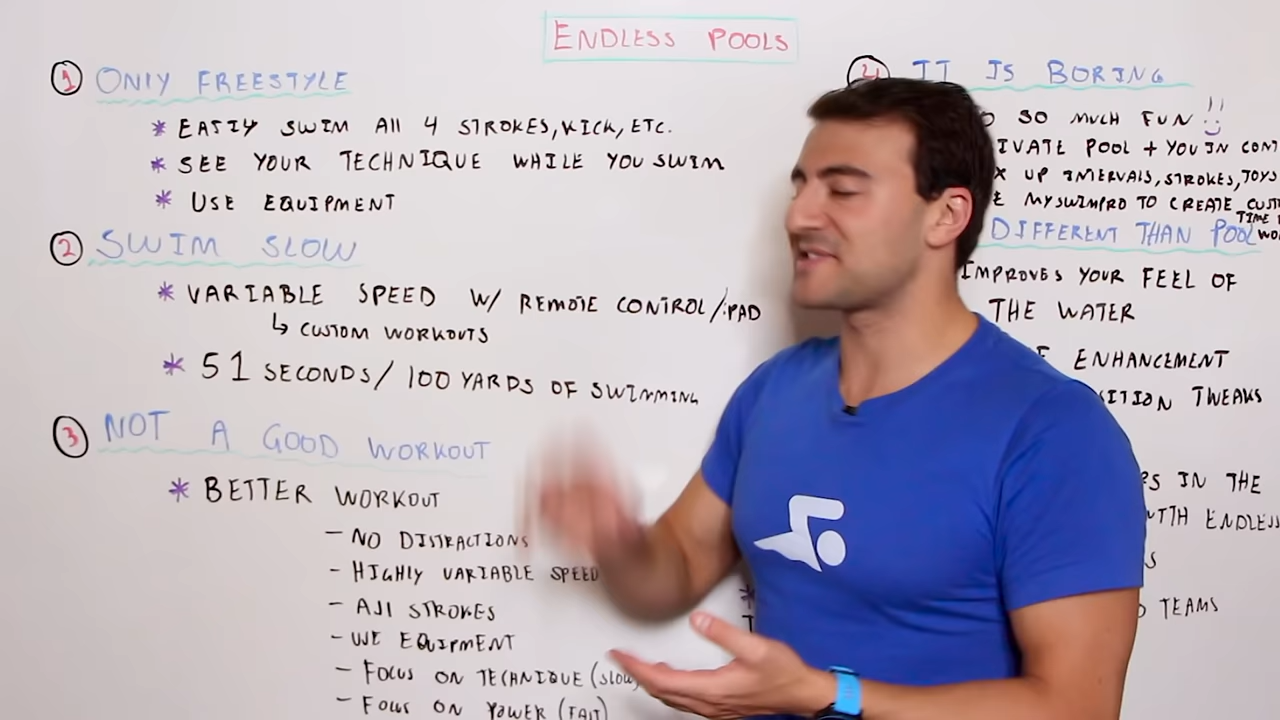 ENDLESS POOLS
1 ONLY FREESTYLE
* EASILY SWIM All 4 STROKES, KICK, ETC.
* SEE YOUR TECHNIQUE WHILE YOU SWIM
* USE EQUIPMENT
2 SWIM SLOW
* VARIABLE SPEED W/ REMOTE CONTROL/iPAD
↳ CUSTOM WORKOUTS
* 51 SECONDS/100 YARDS OF SWIMMING
3 NOT A GOOD WORKOUT
* BETTER WORKOUT
- NO DISTRACTIONS
- HIGHLY VARIABLE SPEED
- All STROKES
- USE EQUIPMENT
- FOCUS ON TECHNIQUE (SLOW)
- FOCUS ON POWER (FAST)
4 IT IS BORING
SO MUCH FUN !!
POOL + YOU IN
UP INTERVALS, STROKES, TOYS
MYSWIMPRO TO CREATE
TIME
DIFFERENT THAN POOL
IMPROVES YOUR FEEL OF
THE WATER
ENHANCEMENT
TWEAKS
IN THE
ENDLESS
TEAMS